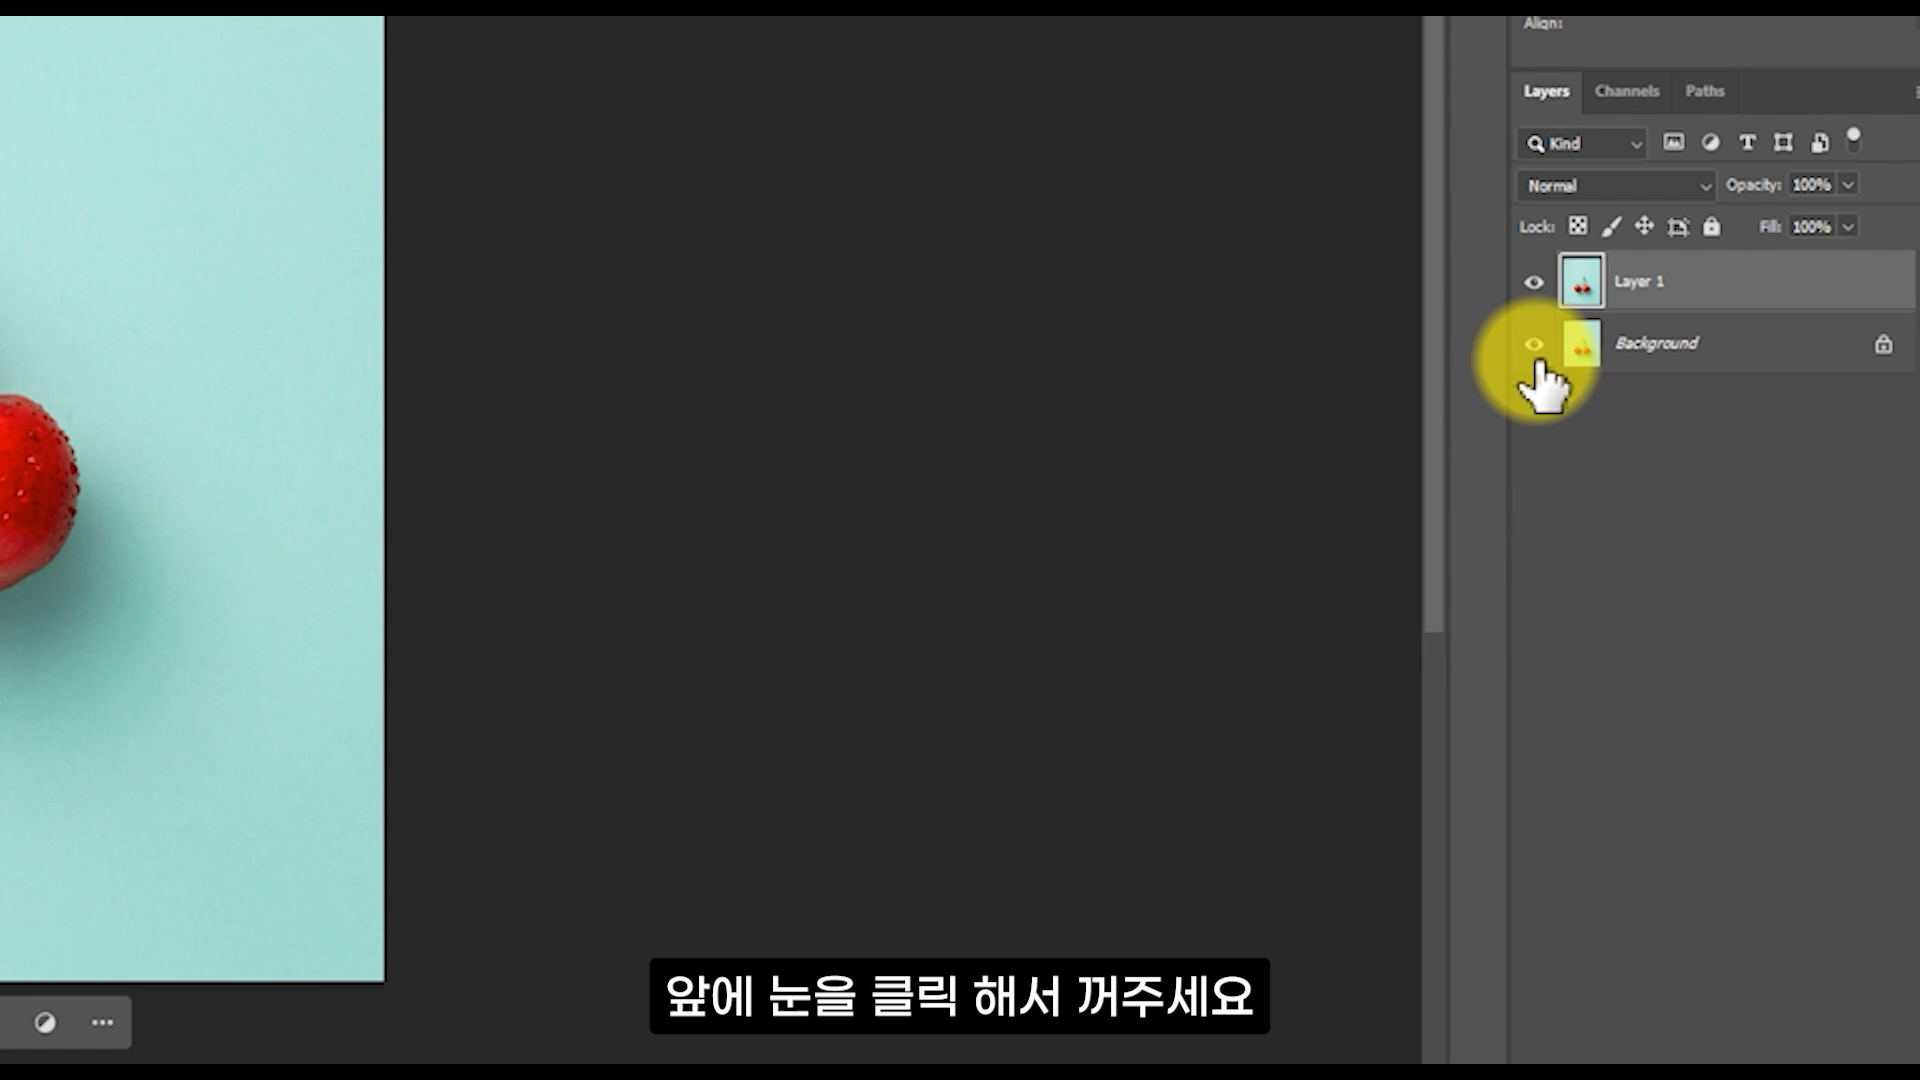 Align:
Layers Channels Paths
Kind
Normal Opacity: 100%
Lock: Fill: 100%
Layer 1
Background
앞에 눈을 클릭 해서 꺼주세요